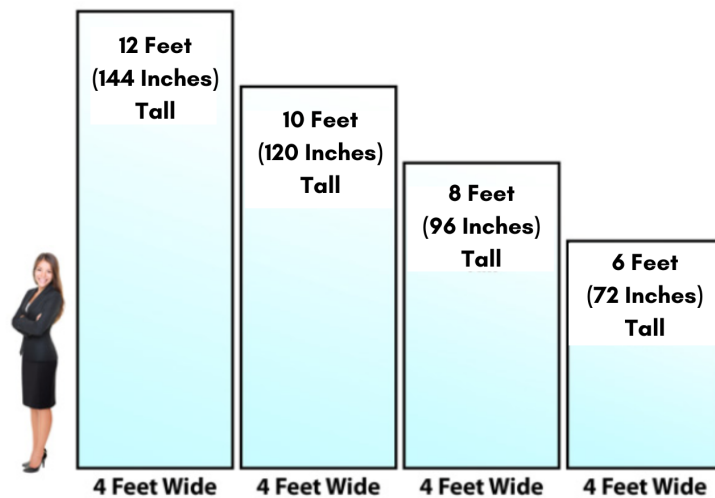 12 Feet
(144 Inches)
Tall
10 Feet
(120 Inches)
Tall
8 Feet
(96 Inches)
Tall
6 Feet
(72 Inches)
Tall
4 Feet Wide
4 Feet Wide
4 Feet Wide
4 Feet Wide